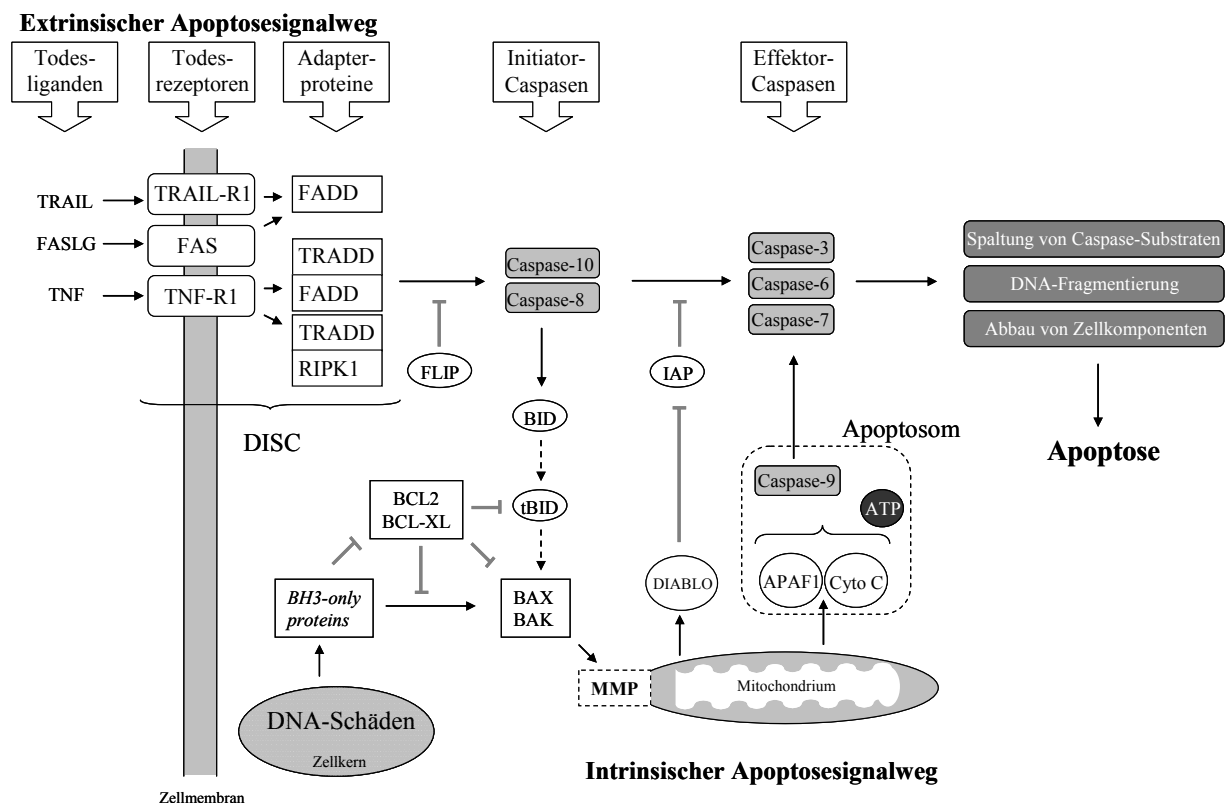 Extrinsischer Apoptosesignalweg
Todes-
liganden
Todes-
rezeptoren
Adapter-
proteine
Initiator-
Caspasen
Effektor-
Caspasen
TRAIL
TRAIL-R1
FADD
FASLG
FAS
TNF
TNF-R1
TRADD
FADD
TRADD
RIPK1
DISC
FLIP
Caspase-10
Caspase-8
IAP
Caspase-3
Caspase-6
Caspase-7
Spaltung von Caspase-Substraten
DNA-Fragmentierung
Abbau von Zellkomponenten
Apoptose
BID
tBID
BCL2
BCL-XL
BH3-only
proteins
BAX
BAK
DIABLO
Apoptosom
Caspase-9
ATP
APAF1
Cyto C
MMP
Mitochondrium
DNA-Schäden
Zellkern
Intrinsischer Apoptosesignalweg
Zellmembran